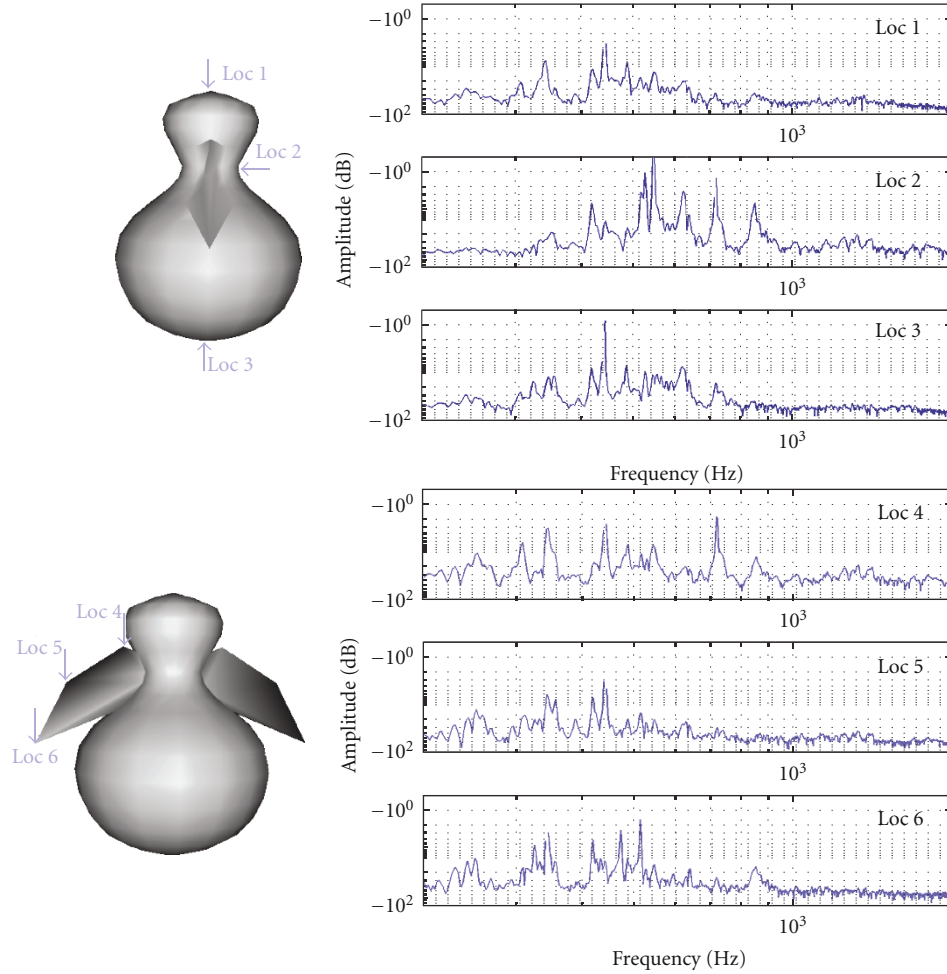 Loc 1
Loc 2
Loc 3
Amplitude (dB)
−10⁰
−10²
Loc 1
10³
−10⁰
−10²
Loc 2
10³
−10⁰
−10²
Loc 3
10³
Frequency (Hz)
Loc 4
Loc 5
Loc 6
Amplitude (dB)
−10⁰
−10²
Loc 4
10³
−10⁰
−10²
Loc 5
10³
−10⁰
−10²
Loc 6
10³
Frequency (Hz)